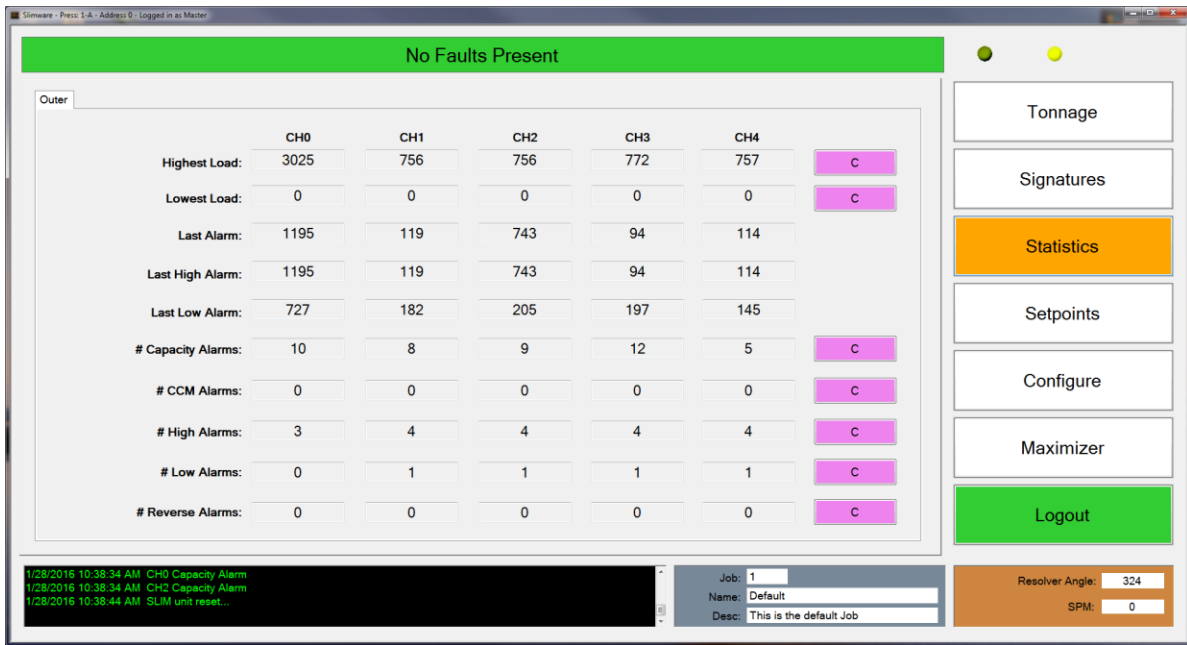 Slimware - Press: 1-A - Address 0 - Logged in as Master
No Faults Present
Outer
CH0 CH1 CH2 CH3 CH4
Highest Load: 3025 756 756 772 757 C
Lowest Load: 0 0 0 0 0 C
Last Alarm: 1195 119 743 94 114
Last High Alarm: 1195 119 743 94 114
Last Low Alarm: 727 182 205 197 145
# Capacity Alarms: 10 8 9 12 5 C
# CCM Alarms: 0 0 0 0 0 C
# High Alarms: 3 4 4 4 4 C
# Low Alarms: 0 1 1 1 1 C
# Reverse Alarms: 0 0 0 0 0 C
Tonnage
Signatures
Statistics
Setpoints
Configure
Maximizer
Logout
1/28/2016 10:38:34 AM CH0 Capacity Alarm
1/28/2016 10:38:34 AM CH2 Capacity Alarm
1/28/2016 10:38:44 AM SLIM unit reset...
Job: 1
Name: Default
Desc: This is the default Job
Resolver Angle: 324
SPM: 0